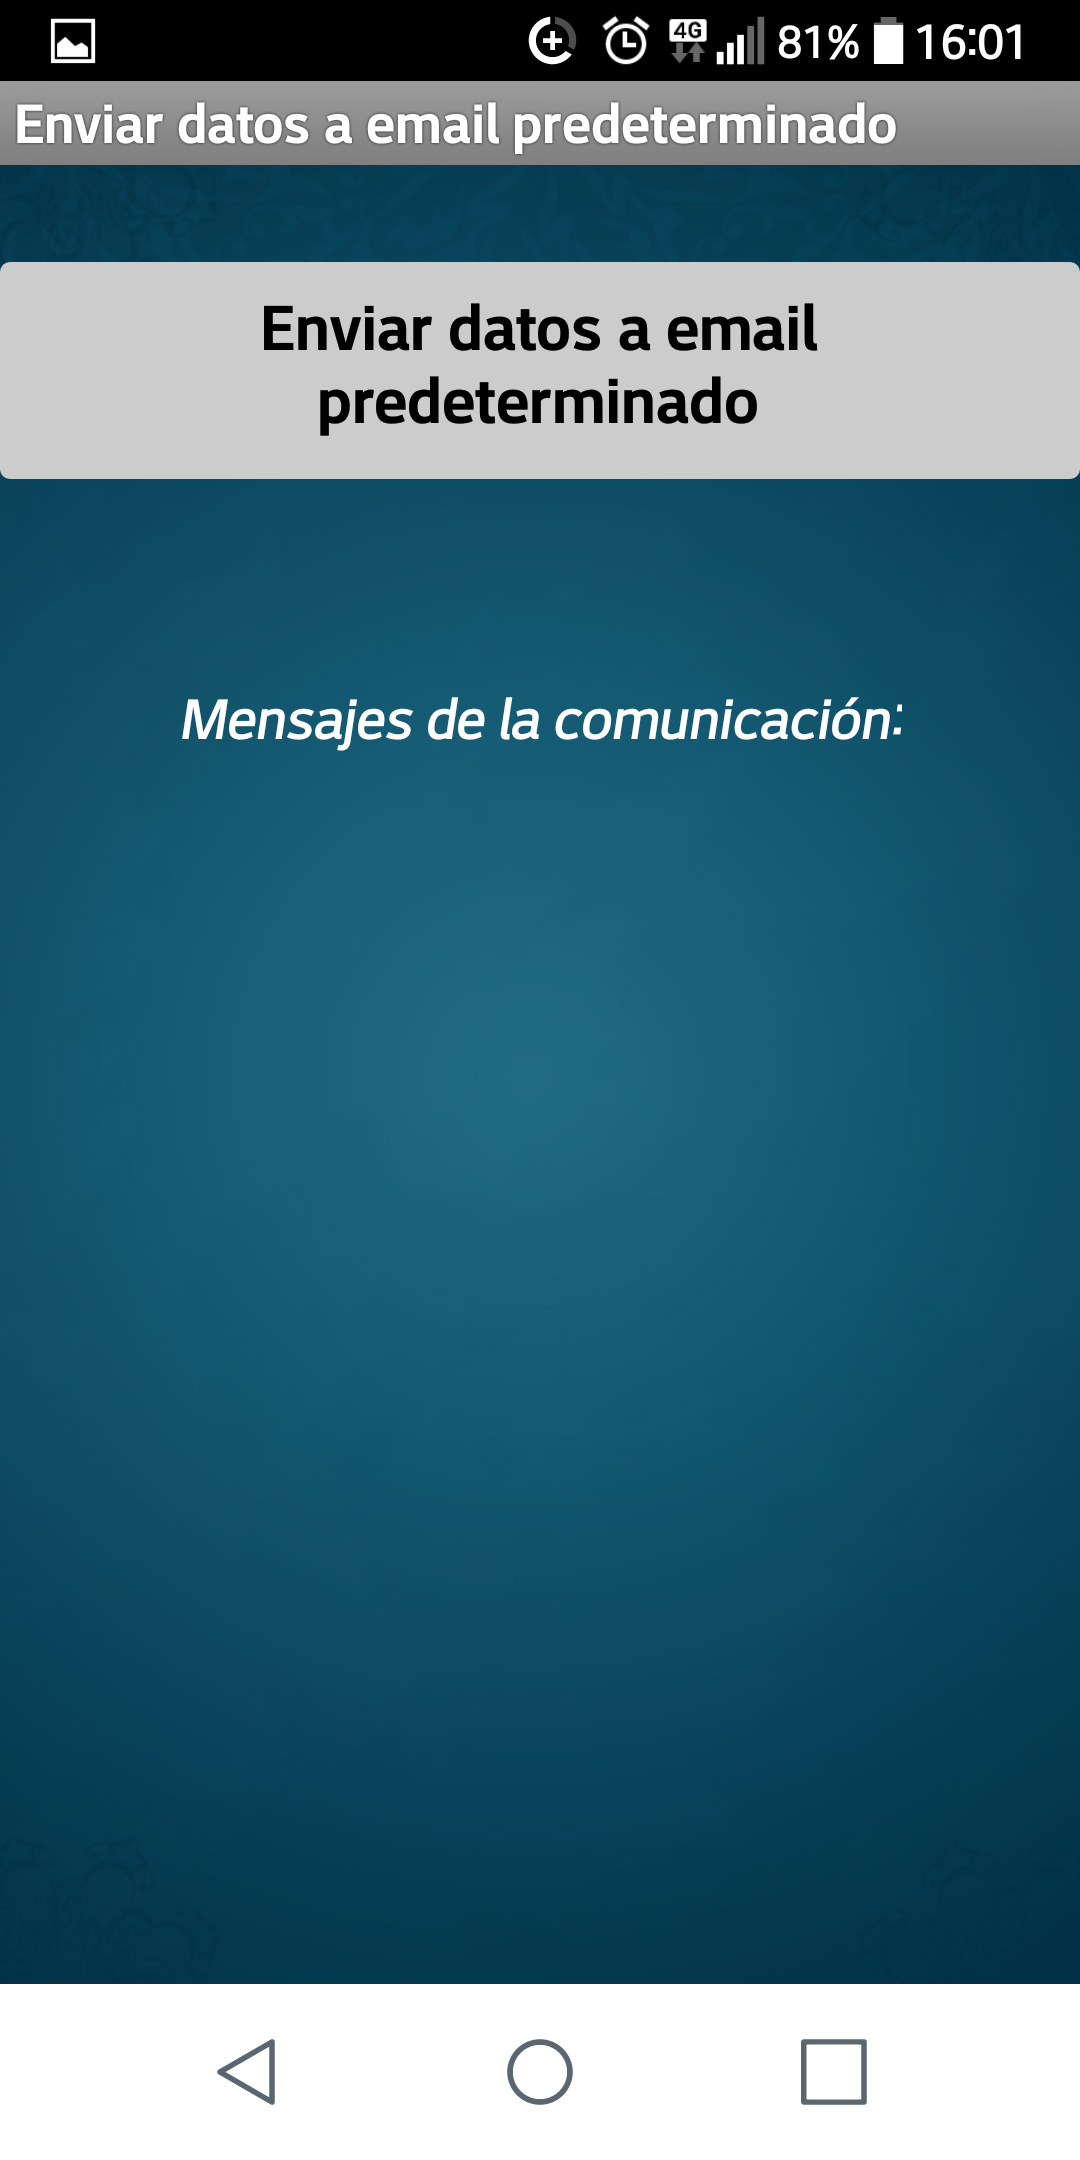 4G 81% 16:01
Enviar datos a email predeterminado
Enviar datos a email
predeterminado
Mensajes de la comunicación: